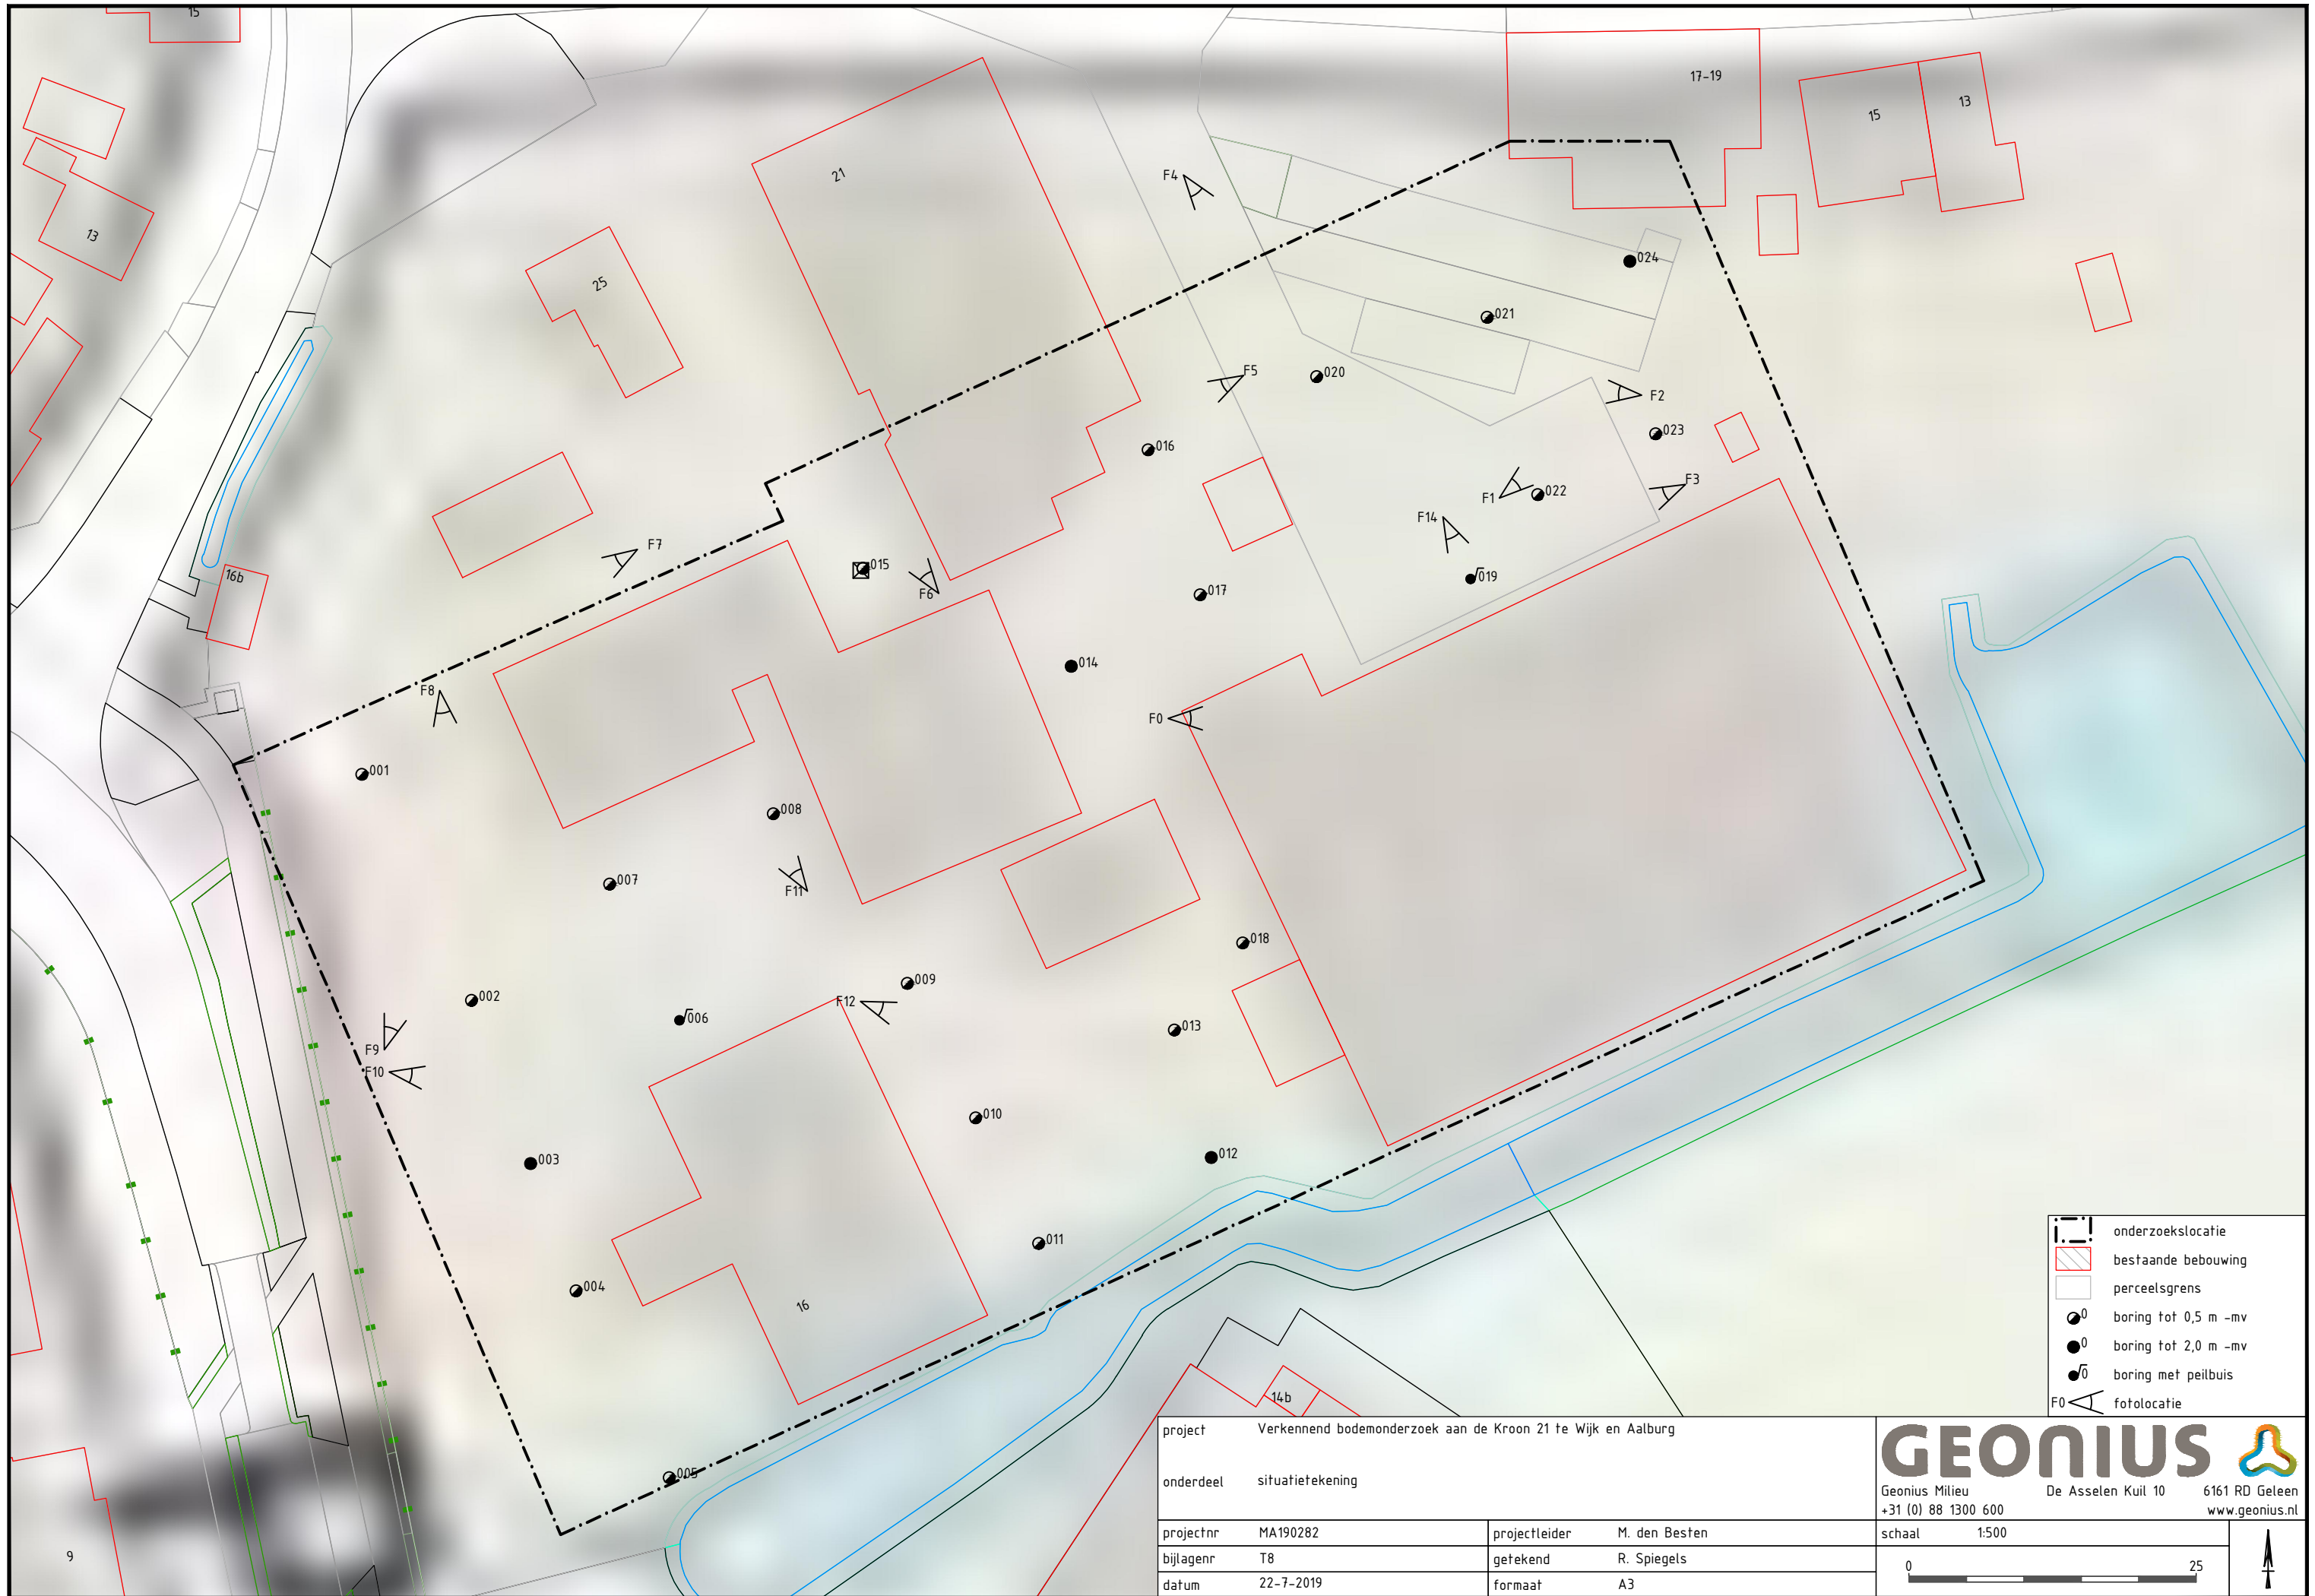 15
17-19
15
13
21
F4
13
25
024
021
F5
020
F2
023
016
F3
F1
022
F14
F7
015
16b
F6
019
017
014
F8
F0
001
008
007
F11
018
009
002
F12
006
013
F9
F10
010
003
012
011
004
16
005
14b
9
onderzoekslocatie
bestaande bebouwing
perceelsgrens
0 boring tot 0,5 m -mv
0 boring tot 2,0 m -mv
0 boring met peilbuis
F0 fotolocatie
project Verkennend bodemonderzoek aan de Kroon 21 te Wijk en Aalburg
onderdeel situatietekening
GEONIUS
Geonius Milieu De Asselen Kuil 10 6161 RD Geleen
+31 (0) 88 1300 600 www.geonius.nl
projectnr MA190282 projectleider M. den Besten schaal 1:500
bijlagenr T8 getekend R. Spiegels
datum 22-7-2019 formaat A3
0 25